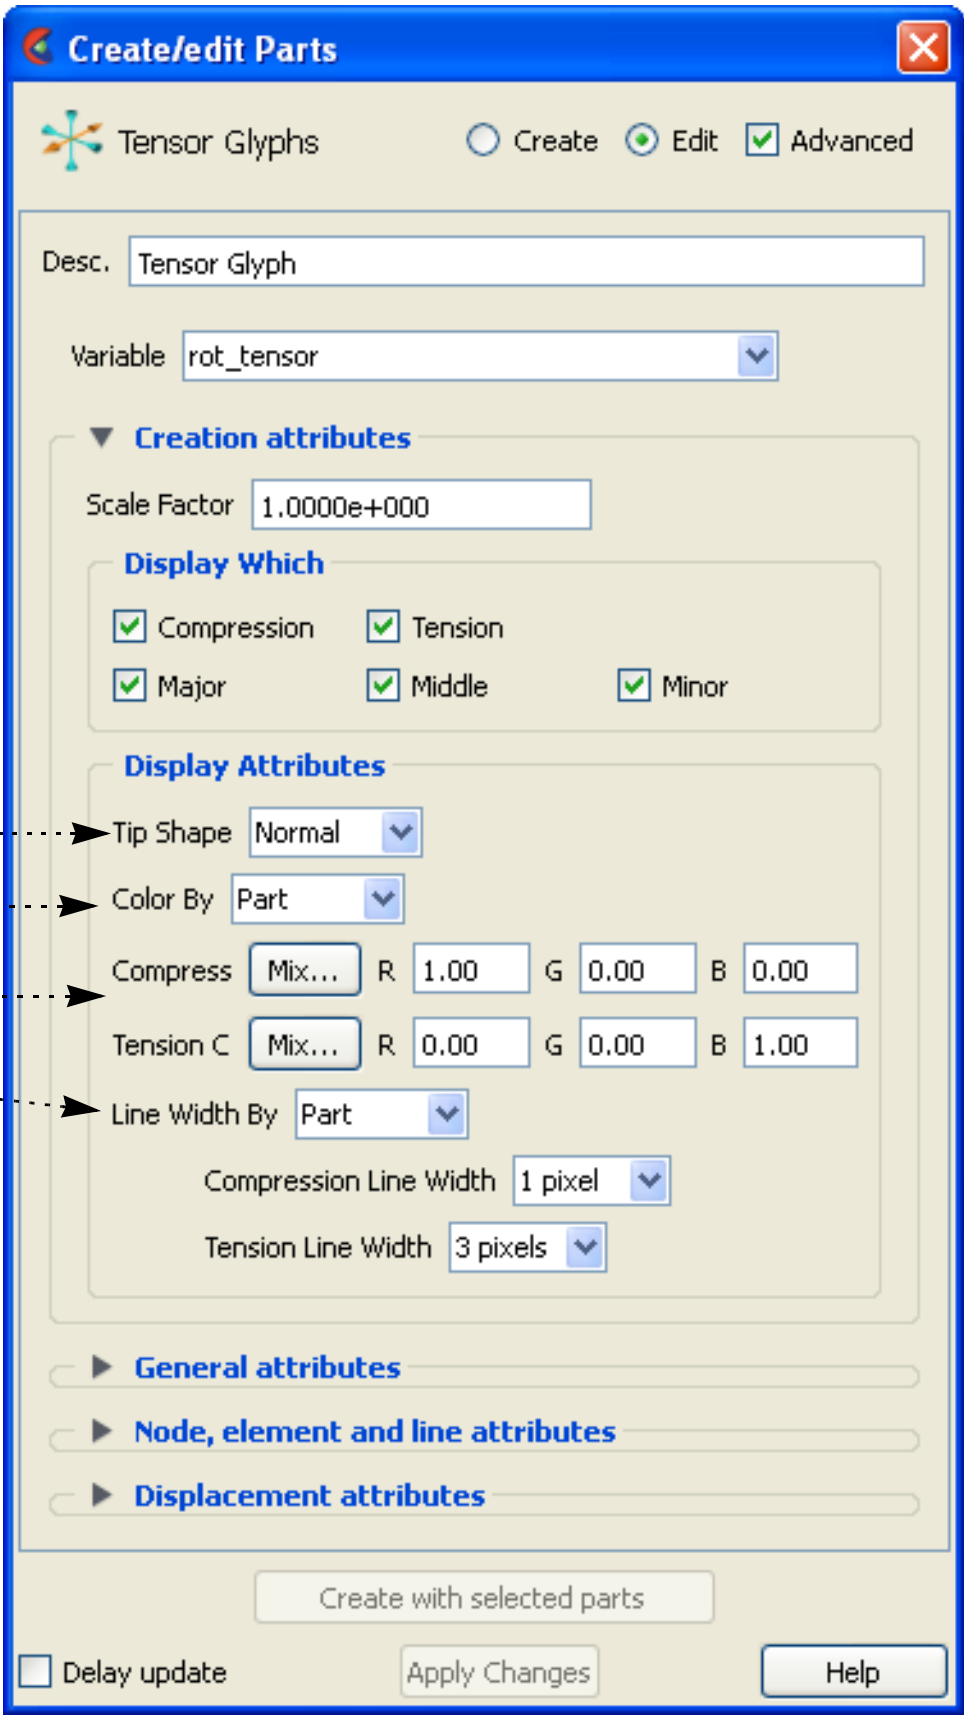 Create/edit Parts
Tensor Glyphs Create Edit Advanced
Desc. Tensor Glyph
Variable rot_tensor
Creation attributes
Scale Factor 1.0000e+000
Display Which
Compression Tension
Major Middle Minor
Display Attributes
Tip Shape Normal
Color By Part
Compress Mix... R 1.00 G 0.00 B 0.00
Tension C Mix... R 0.00 G 0.00 B 1.00
Line Width By Part
Compression Line Width 1 pixel
Tension Line Width 3 pixels
General attributes
Node, element and line attributes
Displacement attributes
Create with selected parts
Delay update Apply Changes Help